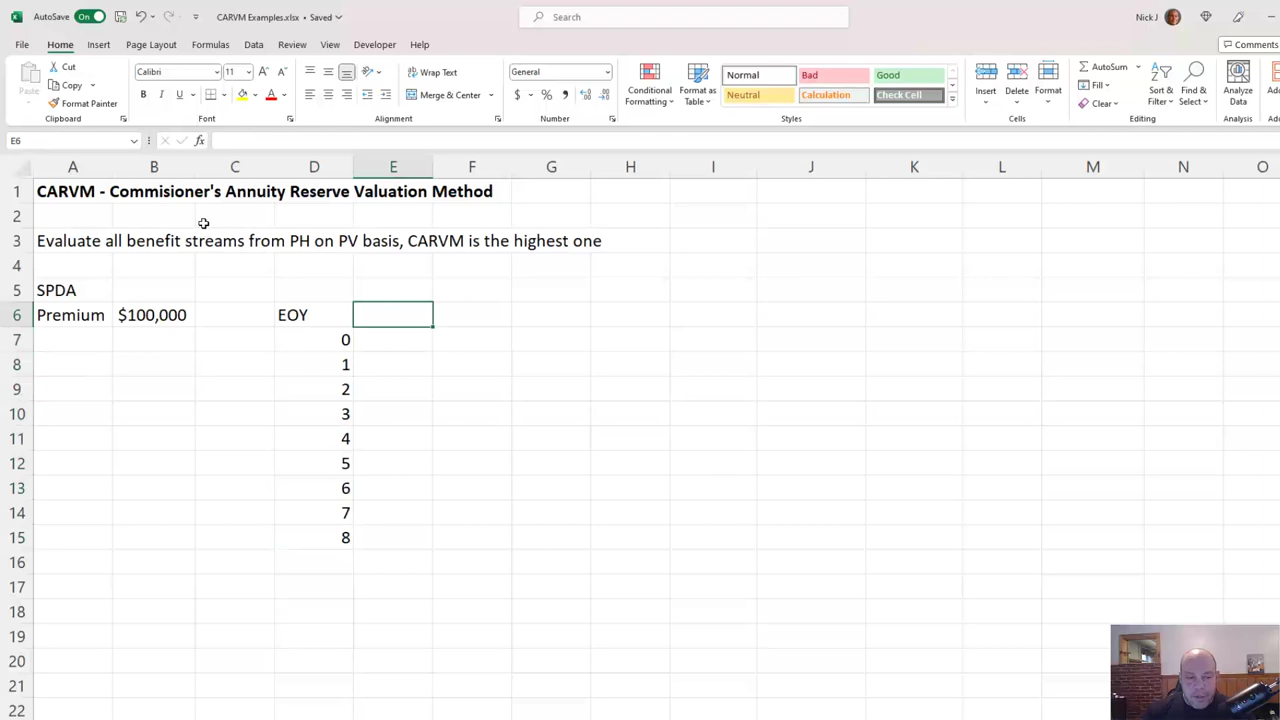 AutoSave On CARVM Examples.xlsx • Saved Search Nick J
File Home Insert Page Layout Formulas Data Review View Developer Help Comments
Paste Cut Copy Format Painter Clipboard
Calibri 11 B I U A Font
Wrap Text Merge & Center Alignment
General $ % Number
Conditional Formatting Format as Table Normal Bad Good Neutral Calculation Check Cell Styles
Insert Delete Format Cells
AutoSum Fill Clear Sort & Filter Find & Select Editing
Analyze Data Analysis
E6 fx
A B C D E F G H I J K L M N O
1 CARVM - Commisioner's Annuity Reserve Valuation Method
2
3 Evaluate all benefit streams from PH on PV basis, CARVM is the highest one
4
5 SPDA
6 Premium $100,000 EOY
7 0
8 1
9 2
10 3
11 4
12 5
13 6
14 7
15 8
16
17
18
19
20
21
22